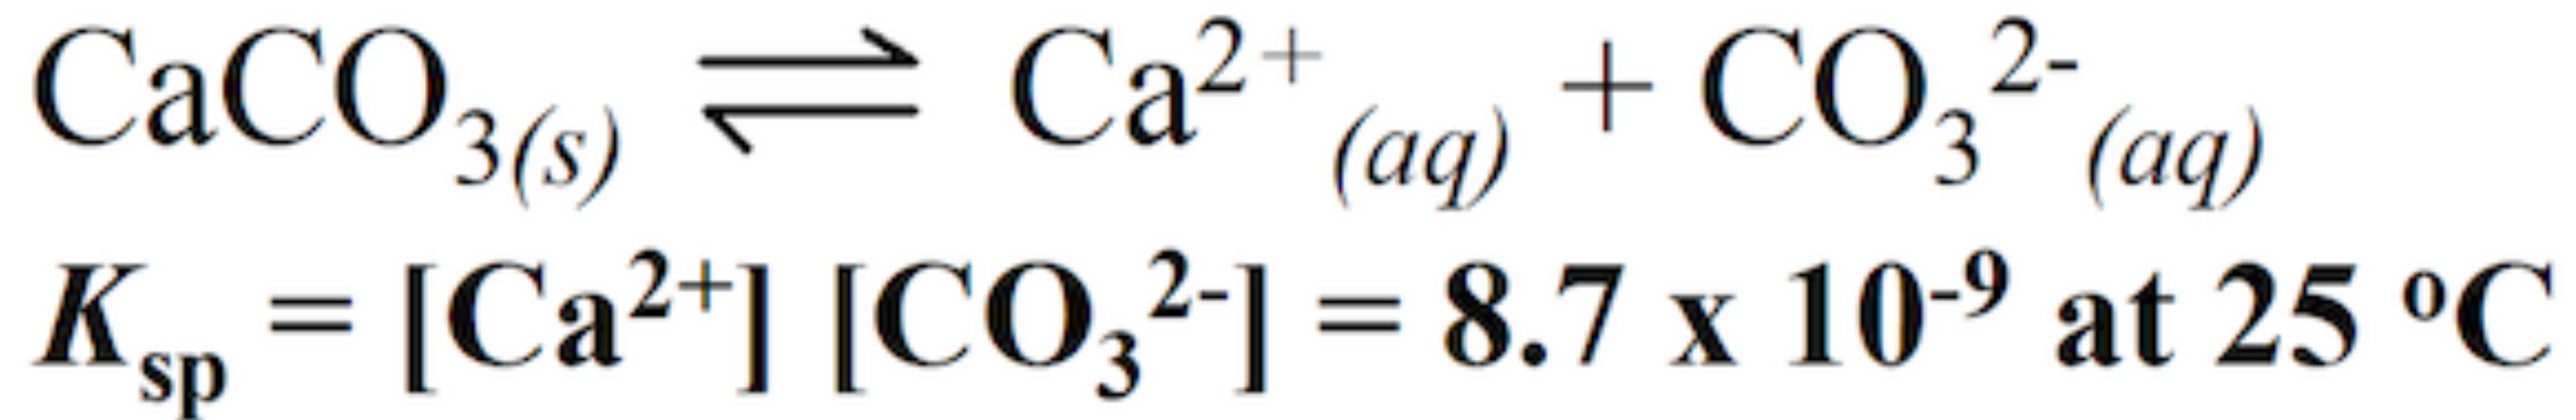 CaCO₃(s) ⇌ Ca²⁺(aq) + CO₃²⁻(aq)
Ksp = [Ca²⁺] [CO₃²⁻] = 8.7 x 10⁻⁹ at 25 ºC